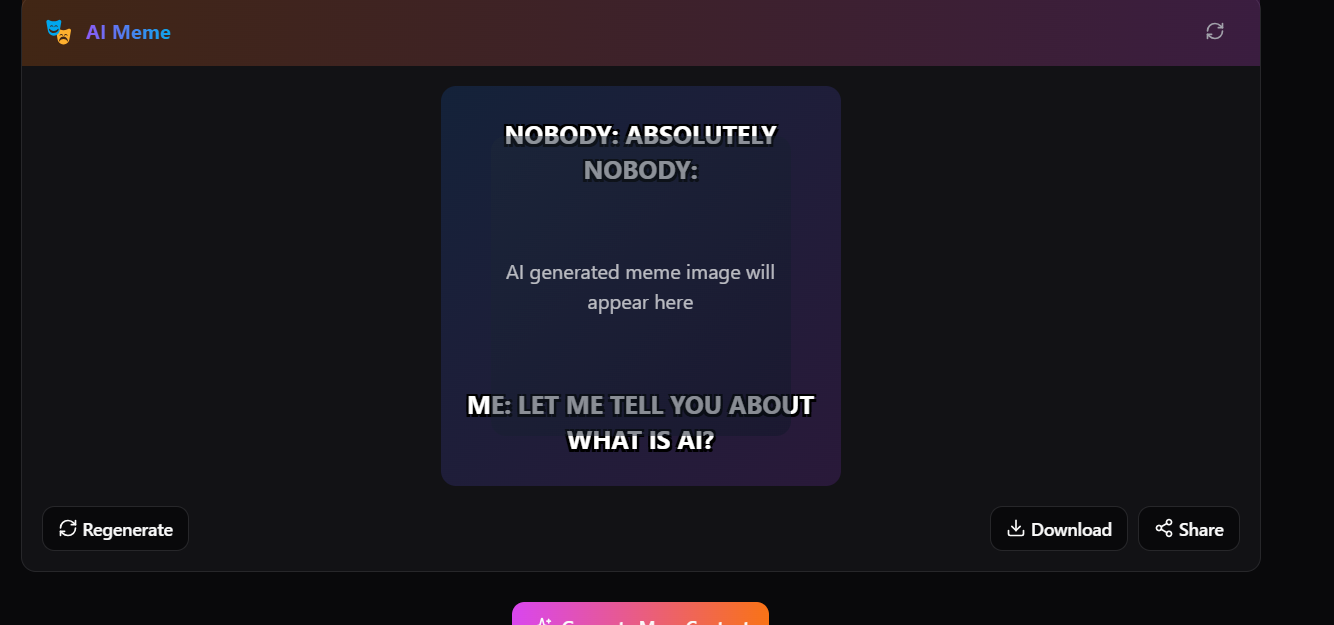 AI Meme
NOBODY: ABSOLUTELY
NOBODY:
AI generated meme image will
appear here
ME: LET ME TELL YOU ABOUT
WHAT IS AI?
Regenerate
Download
Share